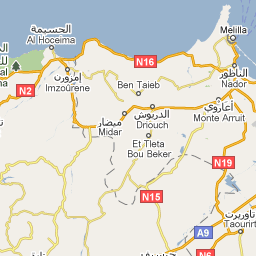 الحسيمة
Al Hoceima
Melilla
N16
إمزورن
Imzourene
Ben Taieb
الناظور
Nador
N2
ميضار
Midar
الدريوش
Driouch
أعاروي
Monte Arruit
Et Tleta
Bou Beker
N19
N15
A9
تاوريرت
Taourirt
N6